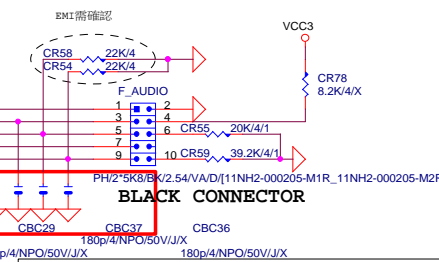 EMI需確認
VCC3
CR58 22K/4
CR54 22K/4
CR78
8.2K/4/X
F_AUDIO
1 2
3 4
5 6 CR55 20K/4/1
7
9 10 CR59 39.2K/4/1
PH/2*5K8/BK/2.54/VA/D/[11NH2-000205-M1R_11NH2-000205-M2R
BLACK CONNECTOR
CBC29 CBC37 CBC36
180p/4/NPO/50V/J/X
p/4/NPO/50V/J/X 180p/4/NPO/50V/J/X